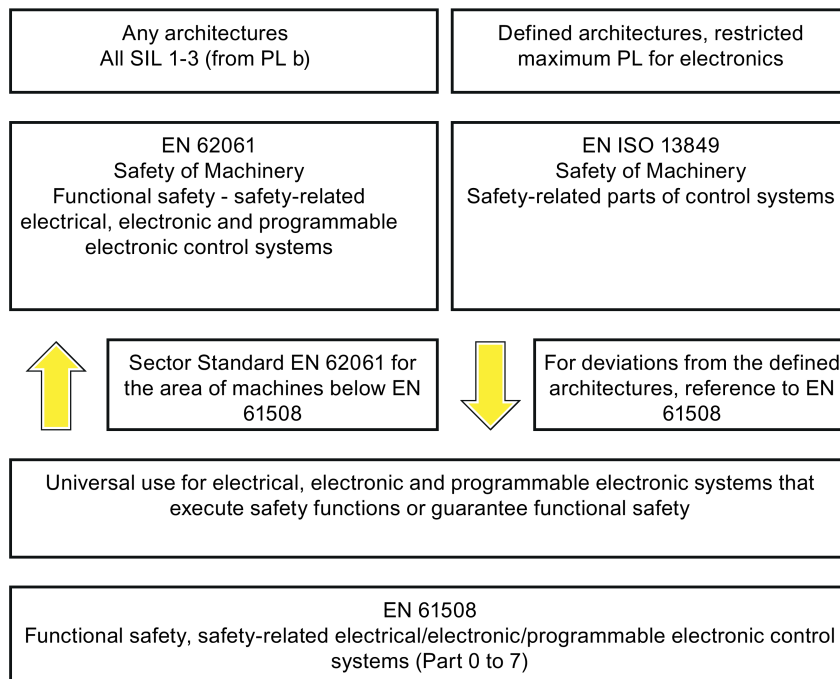 Any architectures
All SIL 1-3 (from PL b)
Defined architectures, restricted
maximum PL for electronics
EN 62061
Safety of Machinery
Functional safety - safety-related
electrical, electronic and programmable
electronic control systems
EN ISO 13849
Safety of Machinery
Safety-related parts of control systems
Sector Standard EN 62061 for
the area of machines below EN
61508
For deviations from the defined
architectures, reference to EN
61508
Universal use for electrical, electronic and programmable electronic systems that
execute safety functions or guarantee functional safety
EN 61508
Functional safety, safety-related electrical/electronic/programmable electronic control
systems (Part 0 to 7)